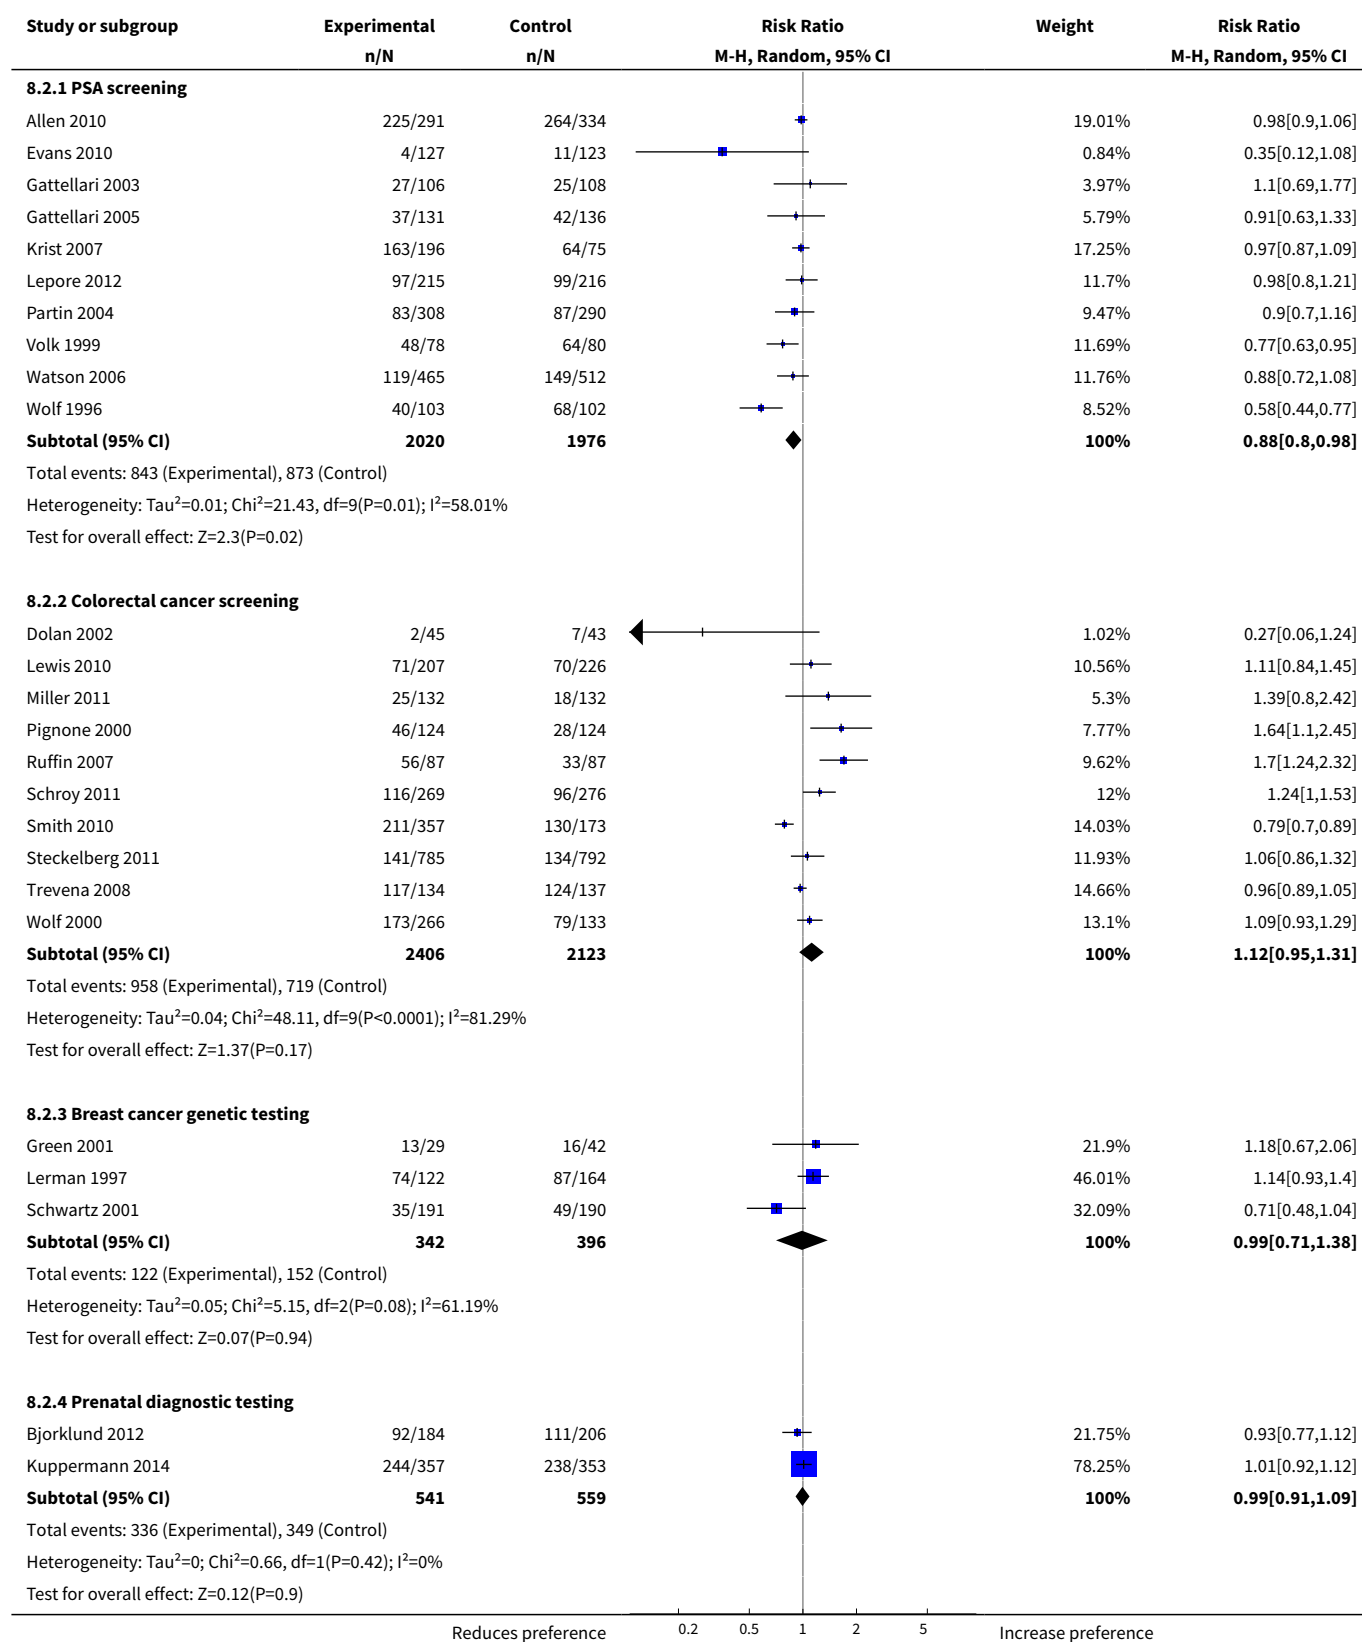 Study or subgroup Experimental Control Risk Ratio Weight Risk Ratio
n/N n/N M-H, Random, 95% CI M-H, Random, 95% CI
8.2.1 PSA screening
Allen 2010 225/291 264/334 19.01% 0.98[0.9,1.06]
Evans 2010 4/127 11/123 0.84% 0.35[0.12,1.08]
Gattellari 2003 27/106 25/108 3.97% 1.1[0.69,1.77]
Gattellari 2005 37/131 42/136 5.79% 0.91[0.63,1.33]
Krist 2007 163/196 64/75 17.25% 0.97[0.87,1.09]
Lepore 2012 97/215 99/216 11.7% 0.98[0.8,1.21]
Partin 2004 83/308 87/290 9.47% 0.9[0.7,1.16]
Volk 1999 48/78 64/80 11.69% 0.77[0.63,0.95]
Watson 2006 119/465 149/512 11.76% 0.88[0.72,1.08]
Wolf 1996 40/103 68/102 8.52% 0.58[0.44,0.77]
Subtotal (95% CI) 2020 1976 100% 0.88[0.8,0.98]
Total events: 843 (Experimental), 873 (Control)
Heterogeneity: Tau²=0.01; Chi²=21.43, df=9(P=0.01); I²=58.01%
Test for overall effect: Z=2.3(P=0.02)
8.2.2 Colorectal cancer screening
Dolan 2002 2/45 7/43 1.02% 0.27[0.06,1.24]
Lewis 2010 71/207 70/226 10.56% 1.11[0.84,1.45]
Miller 2011 25/132 18/132 5.3% 1.39[0.8,2.42]
Pignone 2000 46/124 28/124 7.77% 1.64[1.1,2.45]
Ruffin 2007 56/87 33/87 9.62% 1.7[1.24,2.32]
Schroy 2011 116/269 96/276 12% 1.24[1,1.53]
Smith 2010 211/357 130/173 14.03% 0.79[0.7,0.89]
Steckelberg 2011 141/785 134/792 11.93% 1.06[0.86,1.32]
Trevena 2008 117/134 124/137 14.66% 0.96[0.89,1.05]
Wolf 2000 173/266 79/133 13.1% 1.09[0.93,1.29]
Subtotal (95% CI) 2406 2123 100% 1.12[0.95,1.31]
Total events: 958 (Experimental), 719 (Control)
Heterogeneity: Tau²=0.04; Chi²=48.11, df=9(P<0.0001); I²=81.29%
Test for overall effect: Z=1.37(P=0.17)
8.2.3 Breast cancer genetic testing
Green 2001 13/29 16/42 21.9% 1.18[0.67,2.06]
Lerman 1997 74/122 87/164 46.01% 1.14[0.93,1.4]
Schwartz 2001 35/191 49/190 32.09% 0.71[0.48,1.04]
Subtotal (95% CI) 342 396 100% 0.99[0.71,1.38]
Total events: 122 (Experimental), 152 (Control)
Heterogeneity: Tau²=0.05; Chi²=5.15, df=2(P=0.08); I²=61.19%
Test for overall effect: Z=0.07(P=0.94)
8.2.4 Prenatal diagnostic testing
Bjorklund 2012 92/184 111/206 21.75% 0.93[0.77,1.12]
Kuppermann 2014 244/357 238/353 78.25% 1.01[0.92,1.12]
Subtotal (95% CI) 541 559 100% 0.99[0.91,1.09]
Total events: 336 (Experimental), 349 (Control)
Heterogeneity: Tau²=0; Chi²=0.66, df=1(P=0.42); I²=0%
Test for overall effect: Z=0.12(P=0.9)
Reduces preference 0.2 0.5 1 2 5 Increase preference